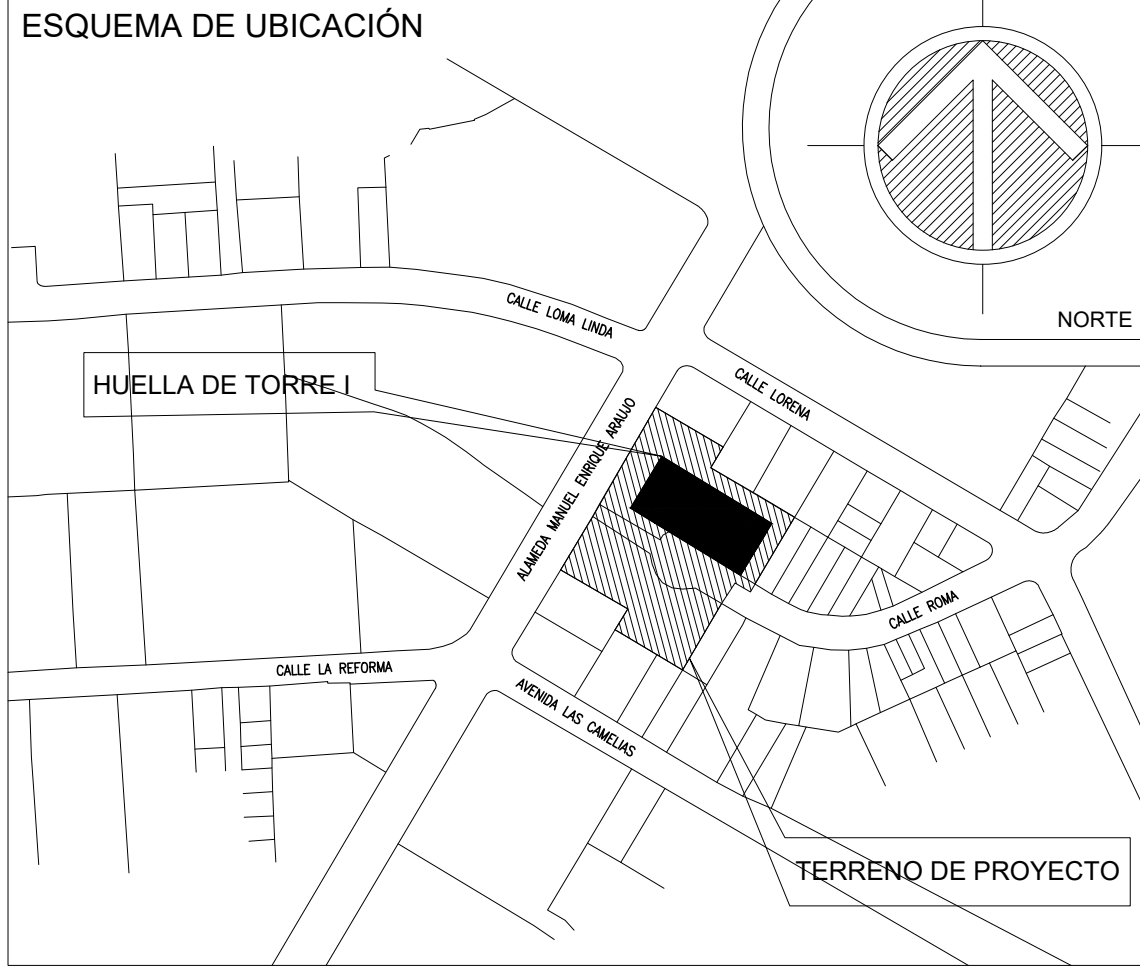 ESQUEMA DE UBICACIÓN
NORTE
CALLE LOMA LINDA
HUELLA DE TORRE I
CALLE LORENA
ALAMEDA MANUEL ENRIQUE ARAUJO
CALLE ROMA
CALLE LA REFORMA
AVENIDA LAS CAMELIAS
TERRENO DE PROYECTO